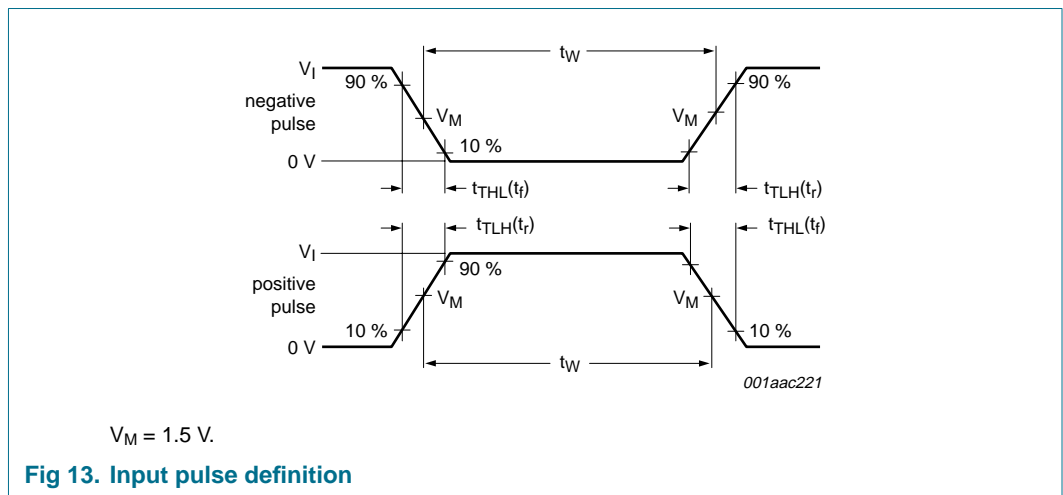 tW
VI
90 %
90 %
negative
pulse
VM
VM
10 %
0 V
tTHL(tf)
tTLH(tr)
tTLH(tr)
tTHL(tf)
VI
90 %
positive
pulse
VM
VM
10 %
10 %
0 V
tW
001aac221
VM = 1.5 V.
Fig 13. Input pulse definition